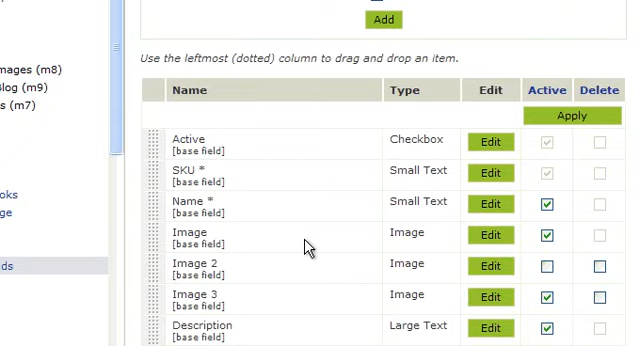 Add
Use the leftmost (dotted) column to drag and drop an item.
mages (m8)
log (m9)
s (m7)
Name Type Edit Active Delete
Apply
Active Checkbox Edit
[base field]
SKU * Small Text Edit
[base field]
Name * Small Text Edit
[base field]
ooks
ge
Image Image Edit
[base field]
ds
Image 2 Image Edit
[base field]
Image 3 Image Edit
[base field]
Description Large Text Edit
[base field]